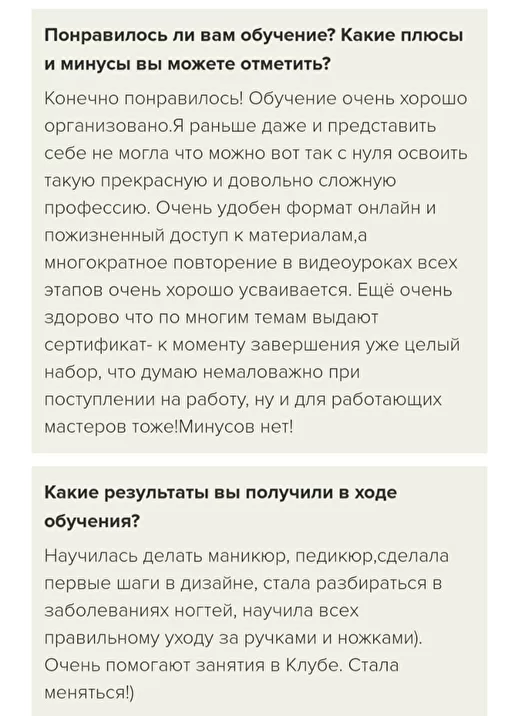 Понравилось ли вам обучение? Какие плюсы
и минусы вы можете отметить?
Конечно понравилось! Обучение очень хорошо
организовано.Я раньше даже и представить
себе не могла что можно вот так с нуля освоить
такую прекрасную и довольно сложную
профессию. Очень удобен формат онлайн и
пожизненный доступ к материалам,а
многократное повторение в видеоуроках всех
этапов очень хорошо усваивается. Ещё очень
здорово что по многим темам выдают
сертификат- к моменту завершения уже целый
набор, что думаю немаловажно при
поступлении на работу, ну и для работающих
мастеров тоже!Минусов нет!
Какие результаты вы получили в ходе
обучения?
Научилась делать маникюр, педикюр,сделала
первые шаги в дизайне, стала разбираться в
заболеваниях ногтей, научила всех
правильному уходу за ручками и ножками).
Очень помогают занятия в Клубе. Стала
меняться!)